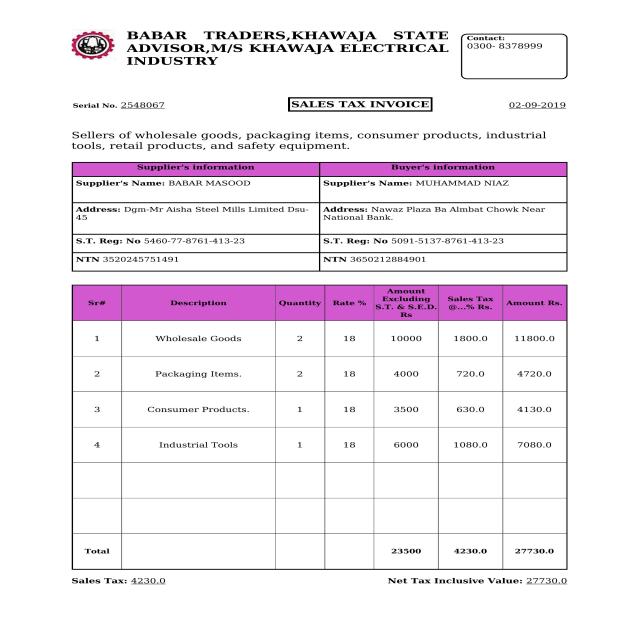 BABAR TRADERS,KHAWAJA STATE
ADVISOR,M/S KHAWAJA ELECTRICAL
INDUSTRY
Contact:
0300- 8378999
Serial No. 2548067 SALES TAX INVOICE 02-09-2019
Sellers of wholesale goods, packaging items, consumer products, industrial
tools, retail products, and safety equipment.
Supplier's information Buyer's information
Supplier's Name: BABAR MASOOD Supplier's Name: MUHAMMAD NIAZ
Address: Dgm-Mr Aisha Steel Mills Limited Dsu-
45
Address: Nawaz Plaza Ba Almbat Chowk Near
National Bank.
S.T. Reg: No 5460-77-8761-413-23 S.T. Reg: No 5091-5137-8761-413-23
NTN 3520245751491 NTN 3650212884901
Sr# Description Quantity Rate % Amount Excluding S.T. & S.E.D. Rs Sales Tax @...% Rs. Amount Rs.
1 Wholesale Goods 2 18 10000 1800.0 11800.0
2 Packaging Items. 2 18 4000 720.0 4720.0
3 Consumer Products. 1 18 3500 630.0 4130.0
4 Industrial Tools 1 18 6000 1080.0 7080.0
Total 23500 4230.0 27730.0
Sales Tax: 4230.0 Net Tax Inclusive Value: 27730.0